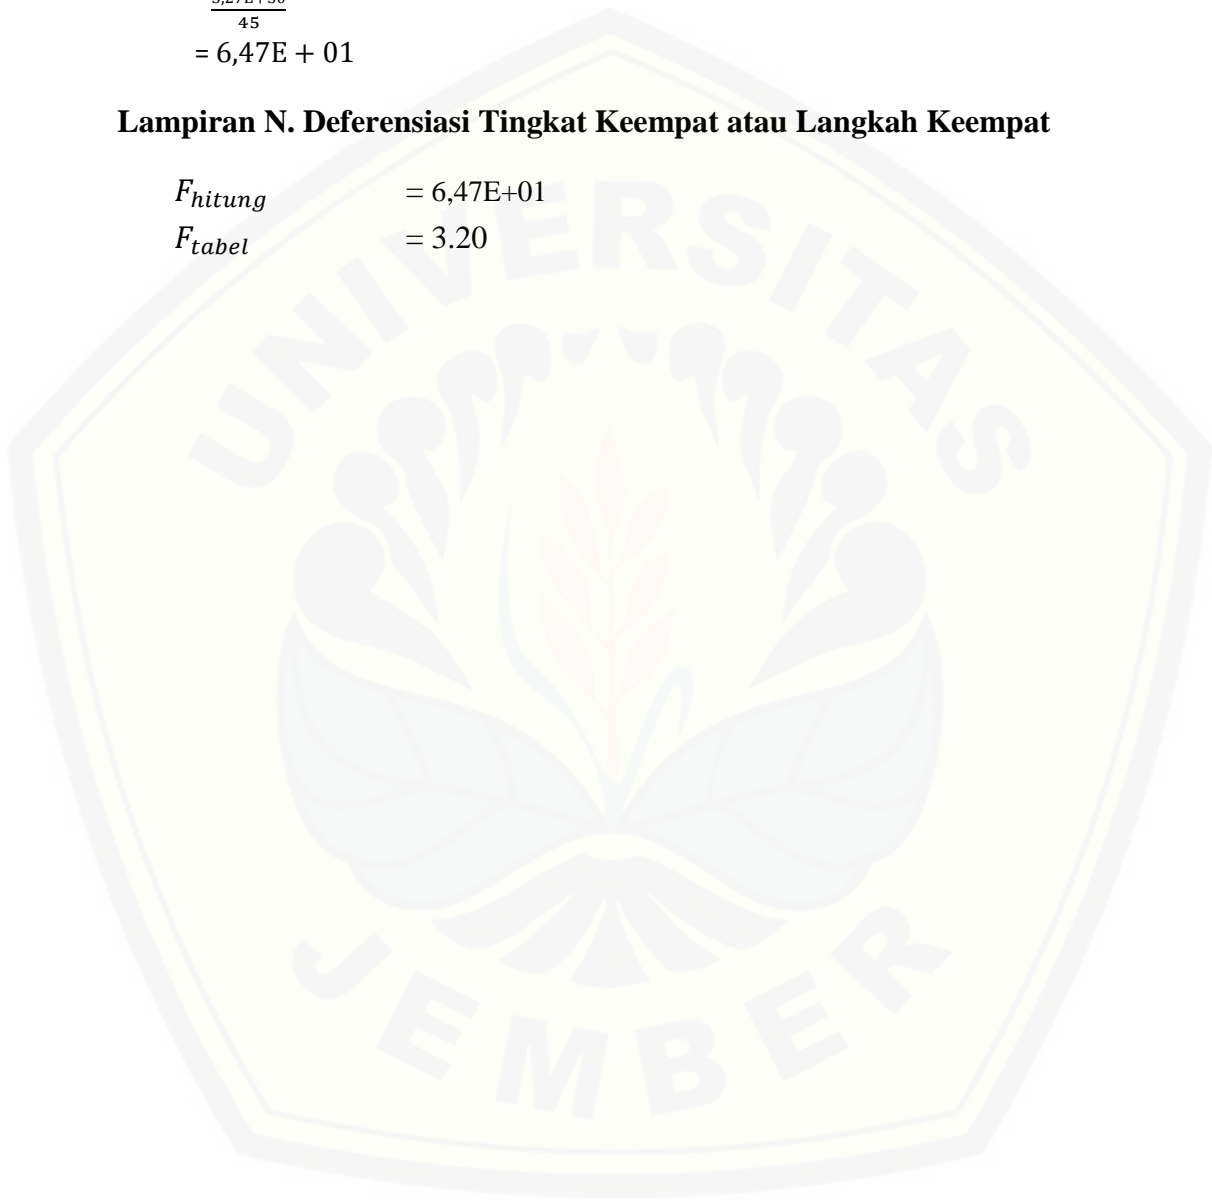 45
= 6,47E + 01
Lampiran N. Deferensiasi Tingkat Keempat atau Langkah Keempat
F_hitung = 6,47E+01
F_tabel = 3.20
UNIVERSITAS
JEMBER